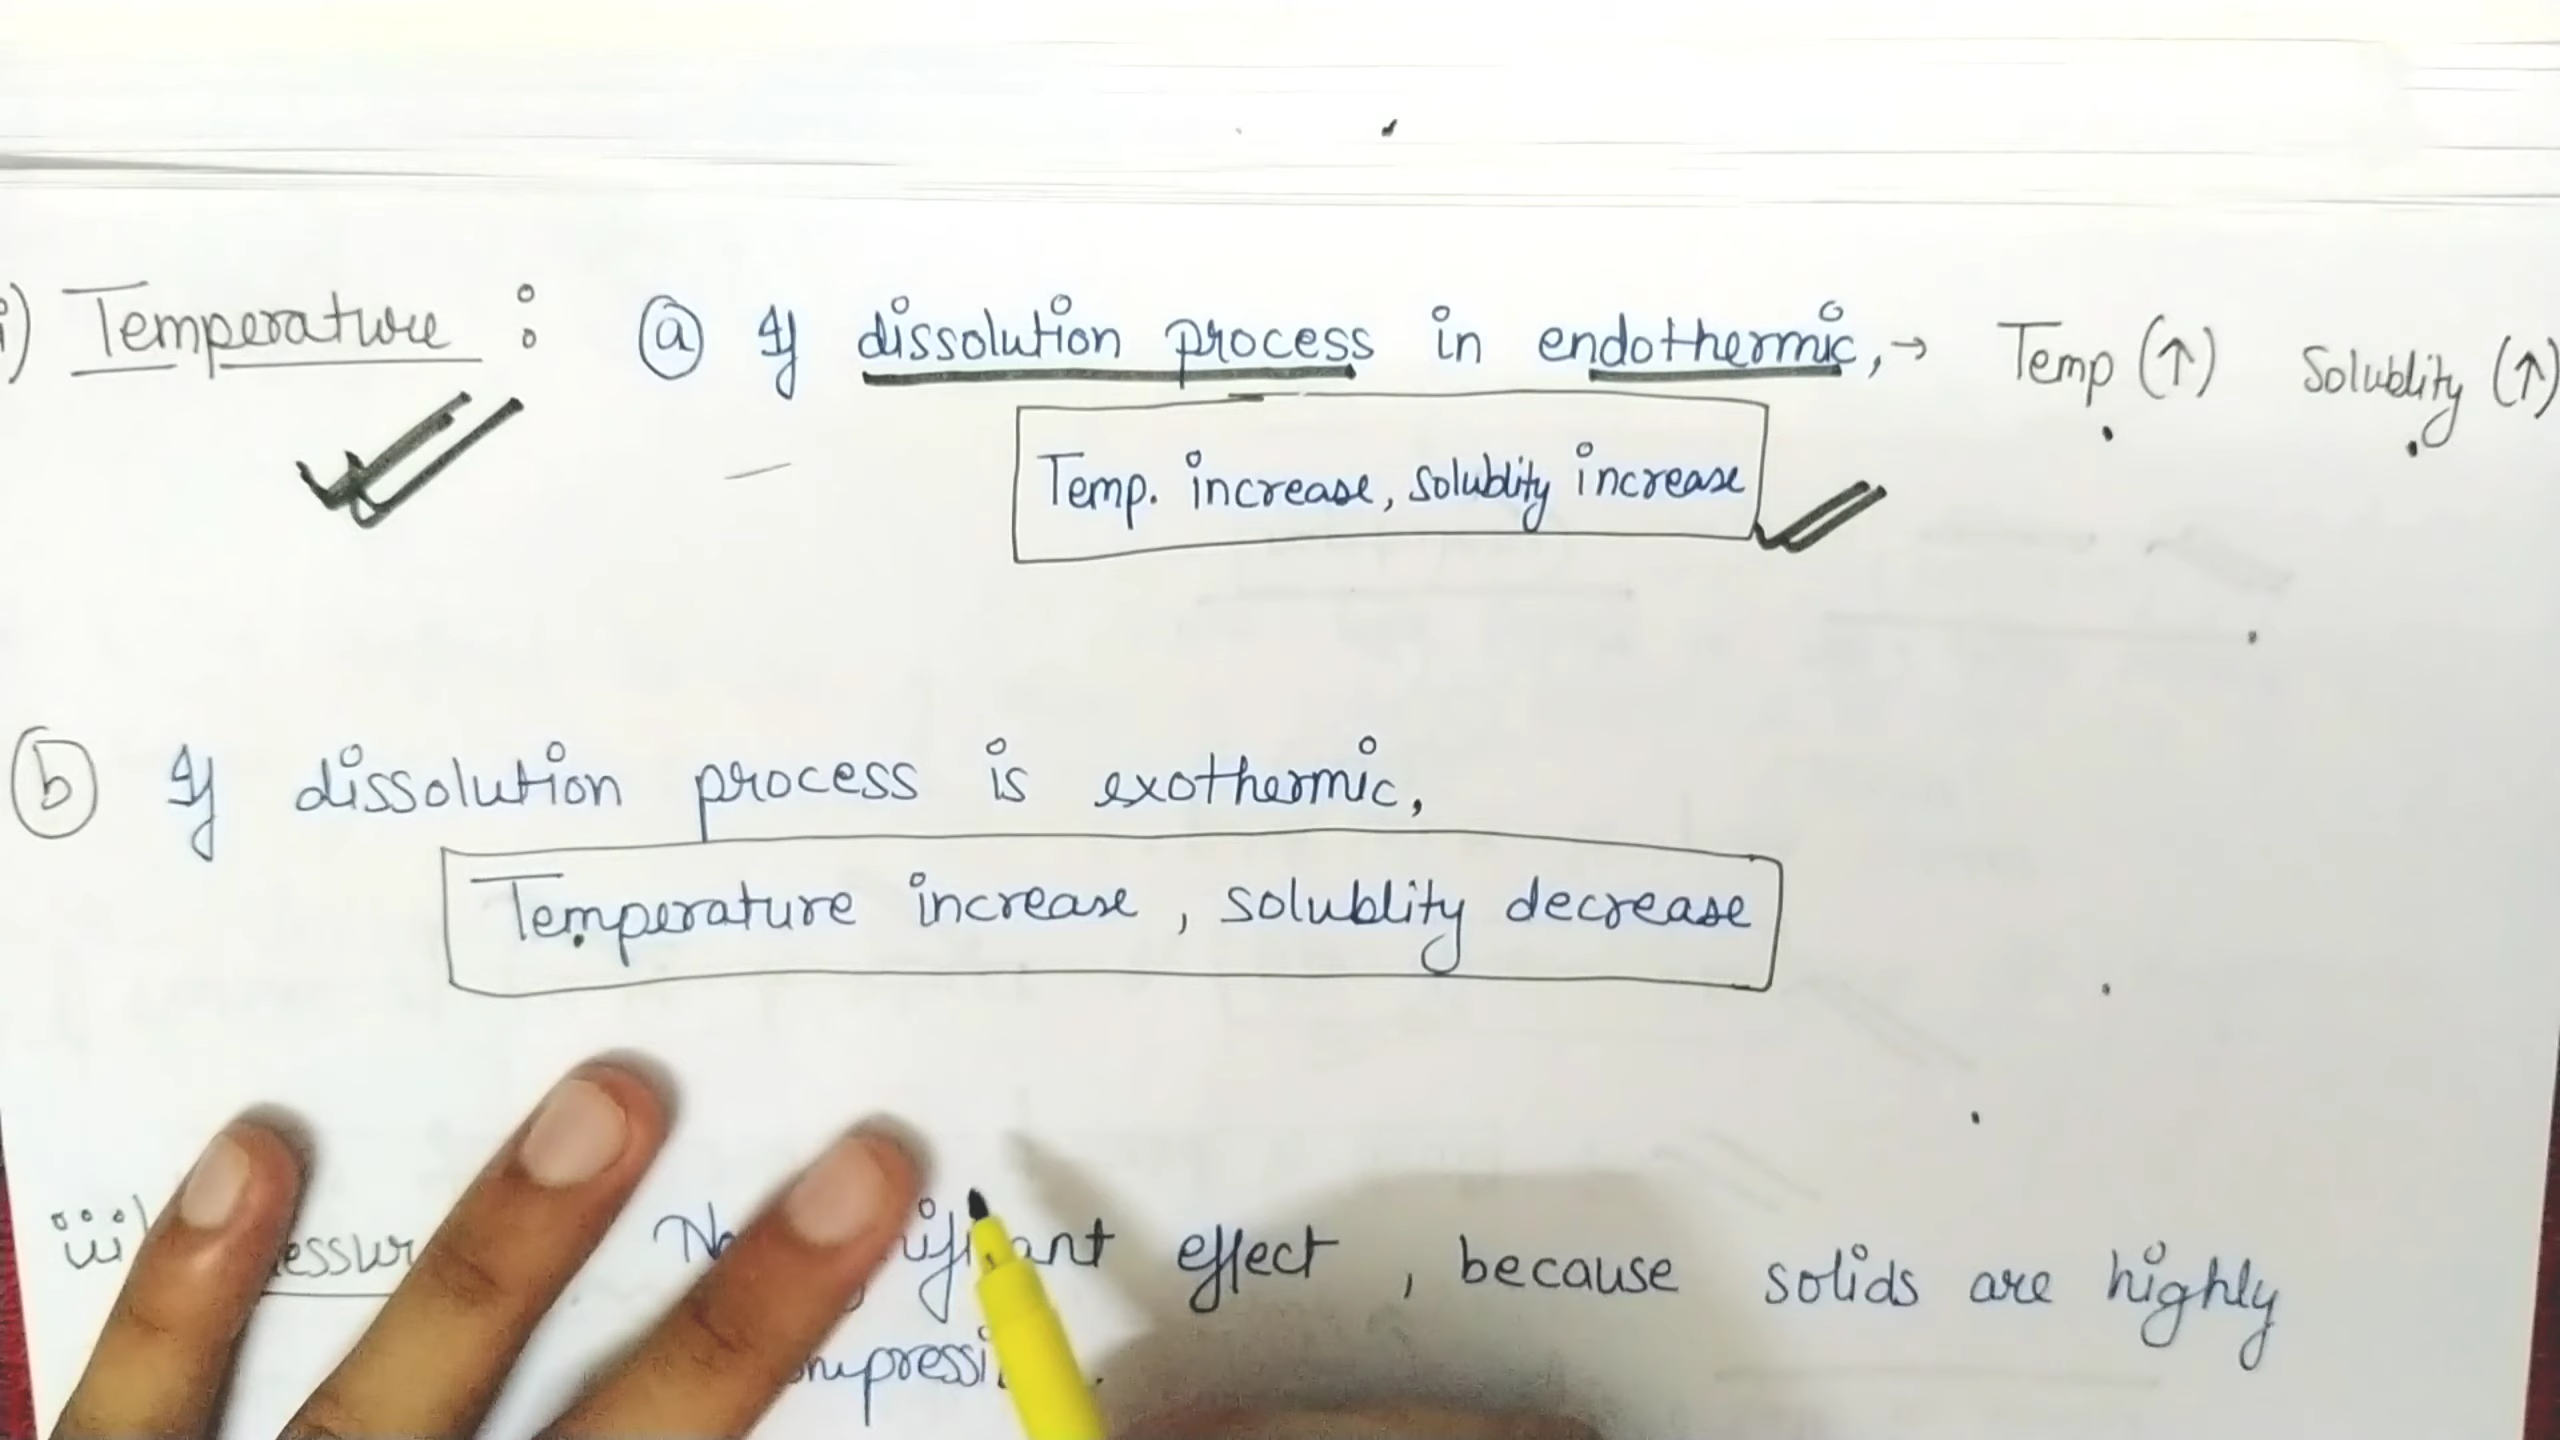 i) Temperature : (a) If dissolution process in endothermic, → Temp (↑) Solublity (↑)
Temp. increase, solublity increase
(b) If dissolution process is exothermic,
Temperature increase, solublity decrease
iii) effect, because solids are highly